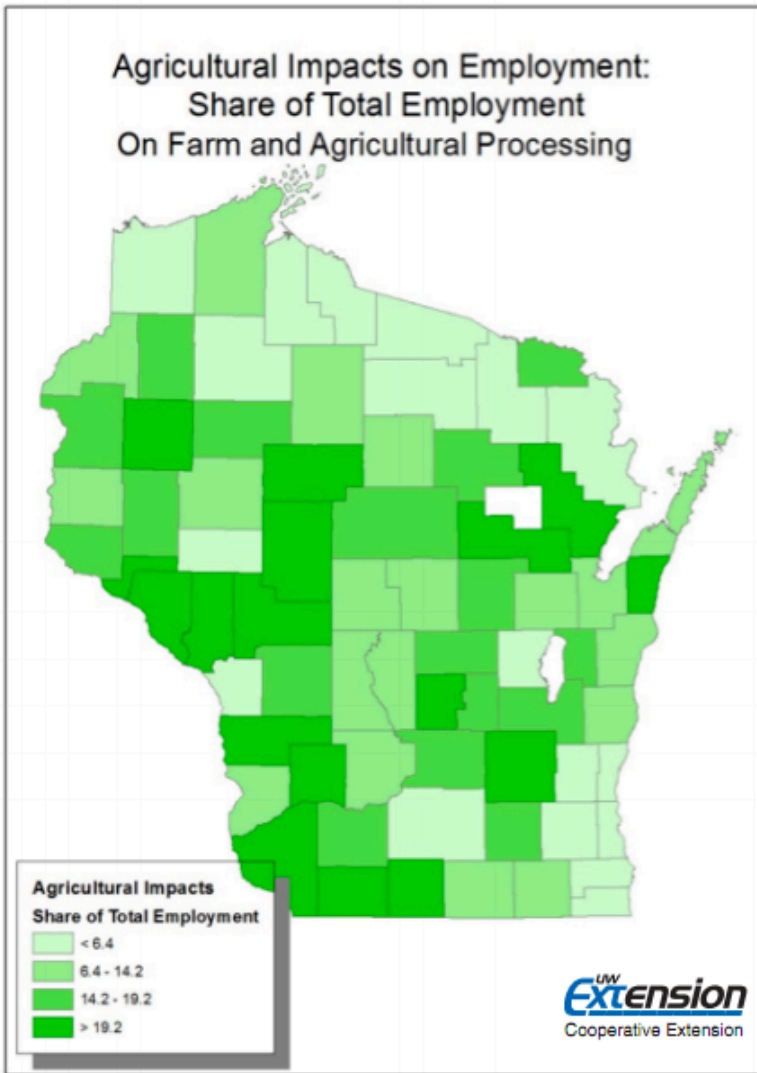 Agricultural Impacts on Employment:
Share of Total Employment
On Farm and Agricultural Processing
Agricultural Impacts
Share of Total Employment
< 6.4
6.4 - 14.2
14.2 - 19.2
> 19.2
UW
Extension
Cooperative Extension